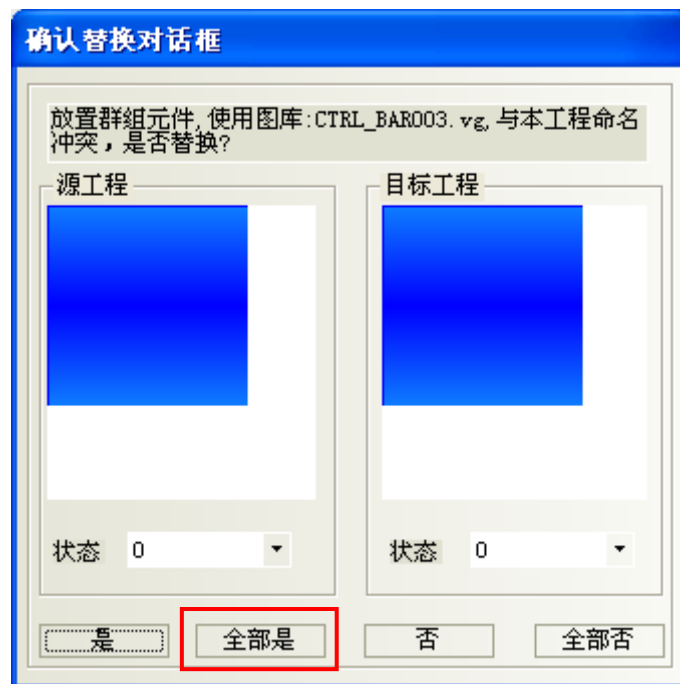 确认替换对话框
放置群组元件,使用图库:CTRL_BAR003.vg,与本工程命名
冲突，是否替换?
源工程
目标工程
状态 0
状态 0
是
全部是
否
全部否